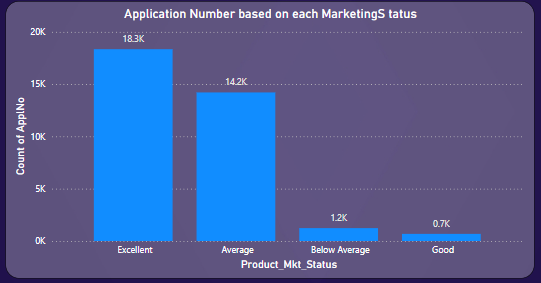 Application Number based on each MarketingS tatus
20K
15K
10K
5K
0K
Count of ApplNo
18.3K
14.2K
1.2K
0.7K
Excellent
Average
Below Average
Good
Product_Mkt_Status